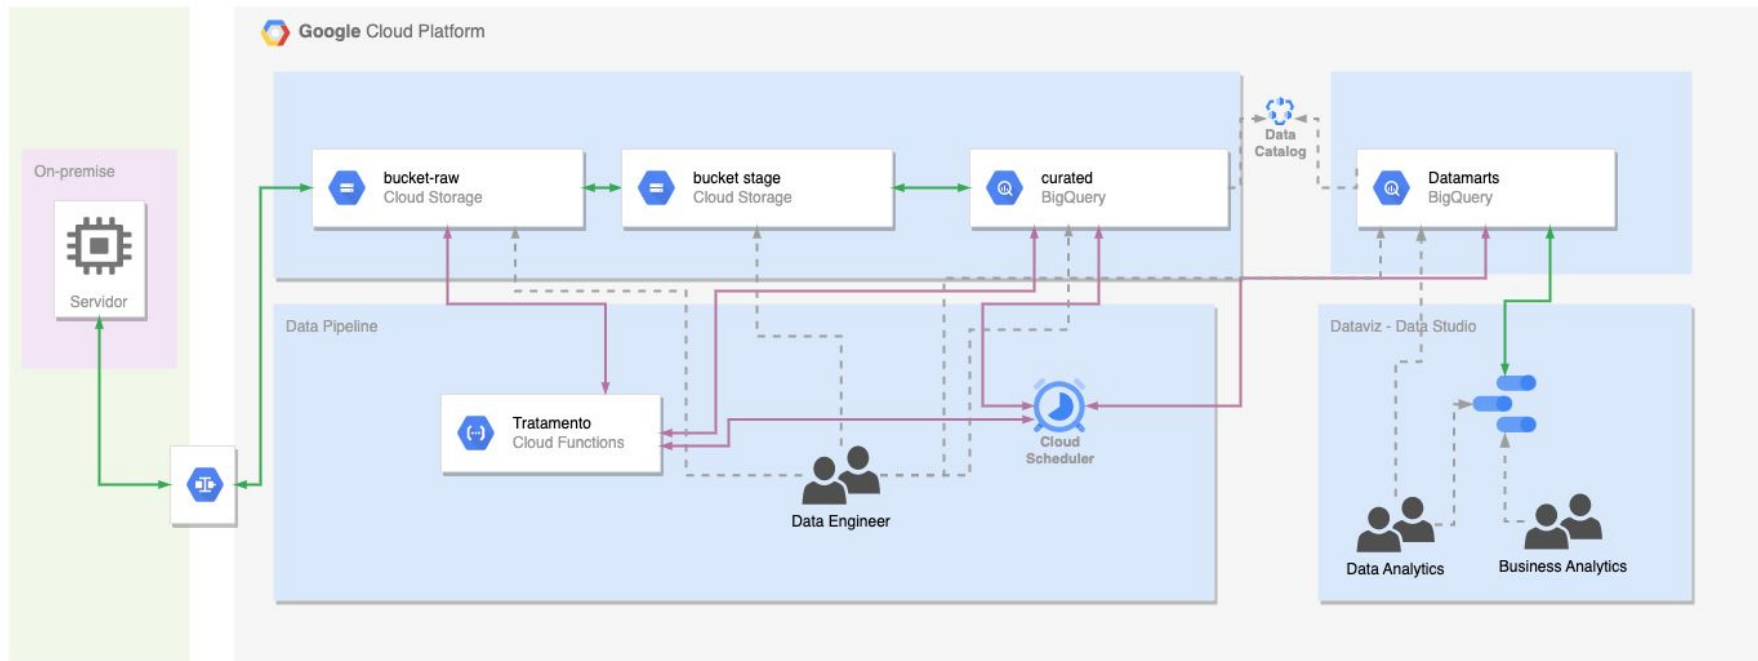 Google Cloud Platform
On-premise
Servidor
bucket-raw
Cloud Storage
bucket stage
Cloud Storage
curated
BigQuery
Data
Catalog
Datamarts
BigQuery
Data Pipeline
Tratamento
Cloud Functions
Cloud
Scheduler
Data Engineer
Dataviz - Data Studio
Data Analytics
Business Analytics